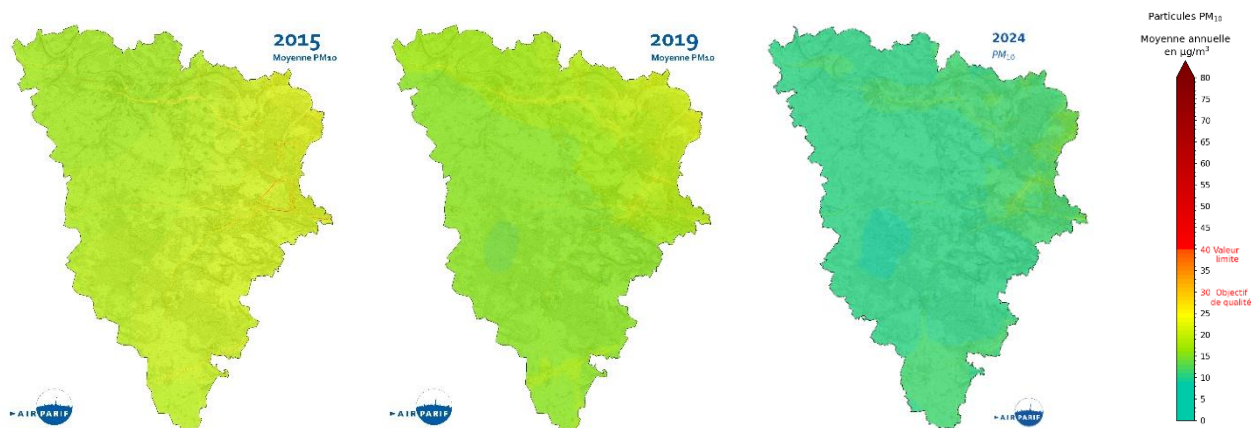 2015
Moyenne PM10
AIRPARIF
2019
Moyenne PM10
AIRPARIF
2024
PM10
AIRPARIF
Particules PM10
Moyenne annuelle
en µg/m³
80
75
70
65
60
55
50
45
40 Valeur
limite
35
30 Objectif
de qualité
25
20
15
10
5
0